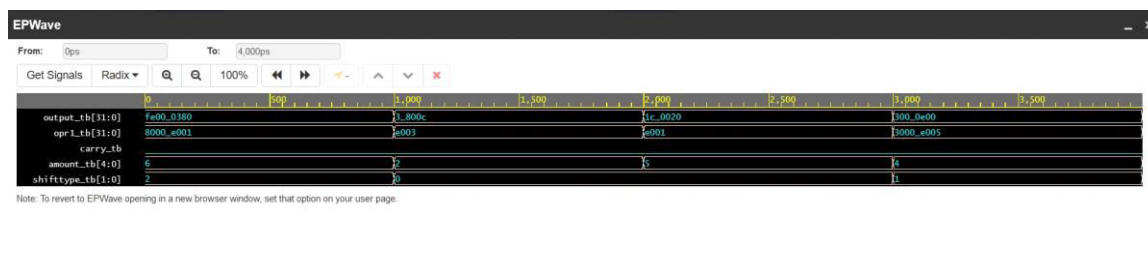 EPWave
From: 0ps To: 4,000ps
Get Signals Radix 100%
0 500 1,000 1,500 2,000 2,500 3,000 3,500
output_tb[31:0] fe00_0380 3_800c 1c_0020 300_0e00
opr1_tb[31:0] 8000_e001 e003 e001 3000_e005
carry_tb
amount_tb[4:0] 6 2 5 4
shifttype_tb[1:0] 2 0 1
Note: To revert to EPWave opening in a new browser window, set that option on your user page.